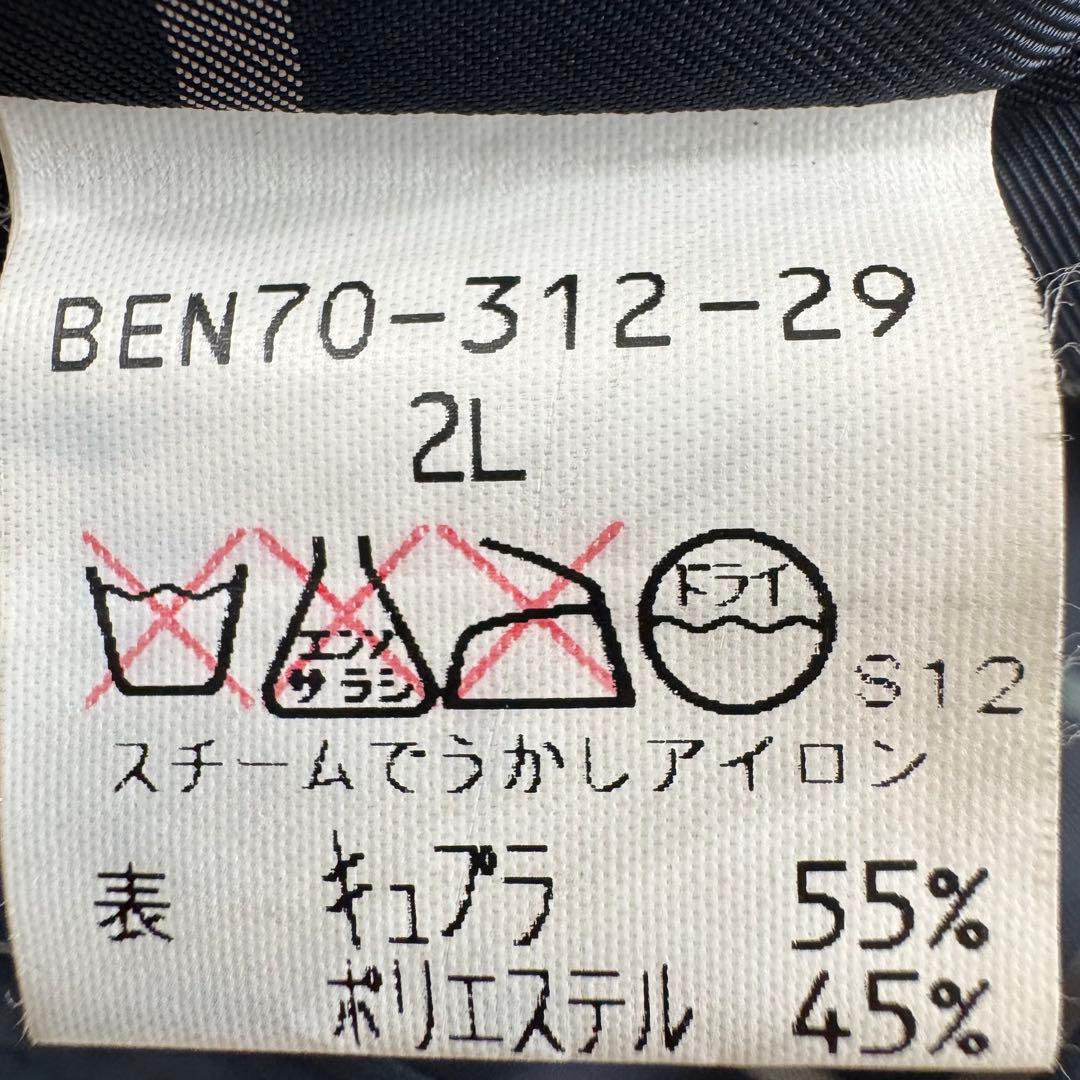 BEN70-312-29
2L
エンソ
サラシ
ドライ
S12
スチームでうかしアイロン
表 キュプラ 55%
ポリエステル 45%